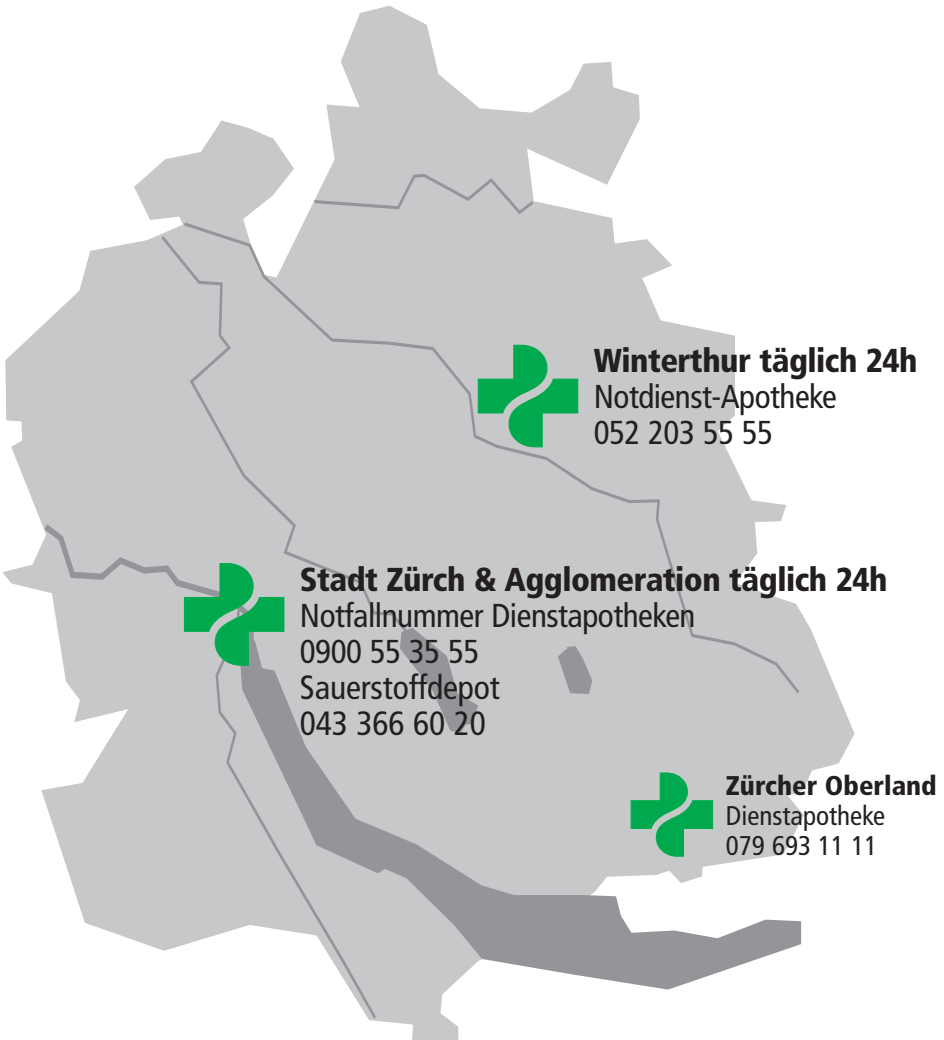 Winterthur täglich 24h
Notdienst-Apotheke
052 203 55 55
Stadt Zürch & Agglomeration täglich 24h
Notfallnummer Dienstapotheken
0900 55 35 55
Sauerstoffdepot
043 366 60 20
Zürcher Oberland
Dienstapotheke
079 693 11 11